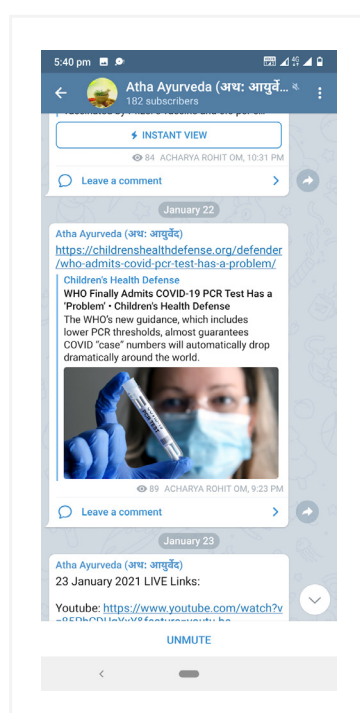 5:40 pm
Atha Ayurveda (अथ: आयुर्वे...
182 subscribers
INSTANT VIEW
84 ACHARYA ROHIT OM, 10:31 PM
Leave a comment
January 22
Atha Ayurveda (अथ: आयुर्वेद)
https://childrenshealthdefense.org/defender
/who-admits-covid-pcr-test-has-a-problem/
Children's Health Defense
WHO Finally Admits COVID-19 PCR Test Has a
'Problem' • Children's Health Defense
The WHO's new guidance, which includes
lower PCR thresholds, almost guarantees
COVID "case" numbers will automatically drop
dramatically around the world.
89 ACHARYA ROHIT OM, 9:23 PM
Leave a comment
January 23
Atha Ayurveda (अथ: आयुर्वेद)
23 January 2021 LIVE Links:
Youtube: https://www.youtube.com/watch?v
UNMUTE